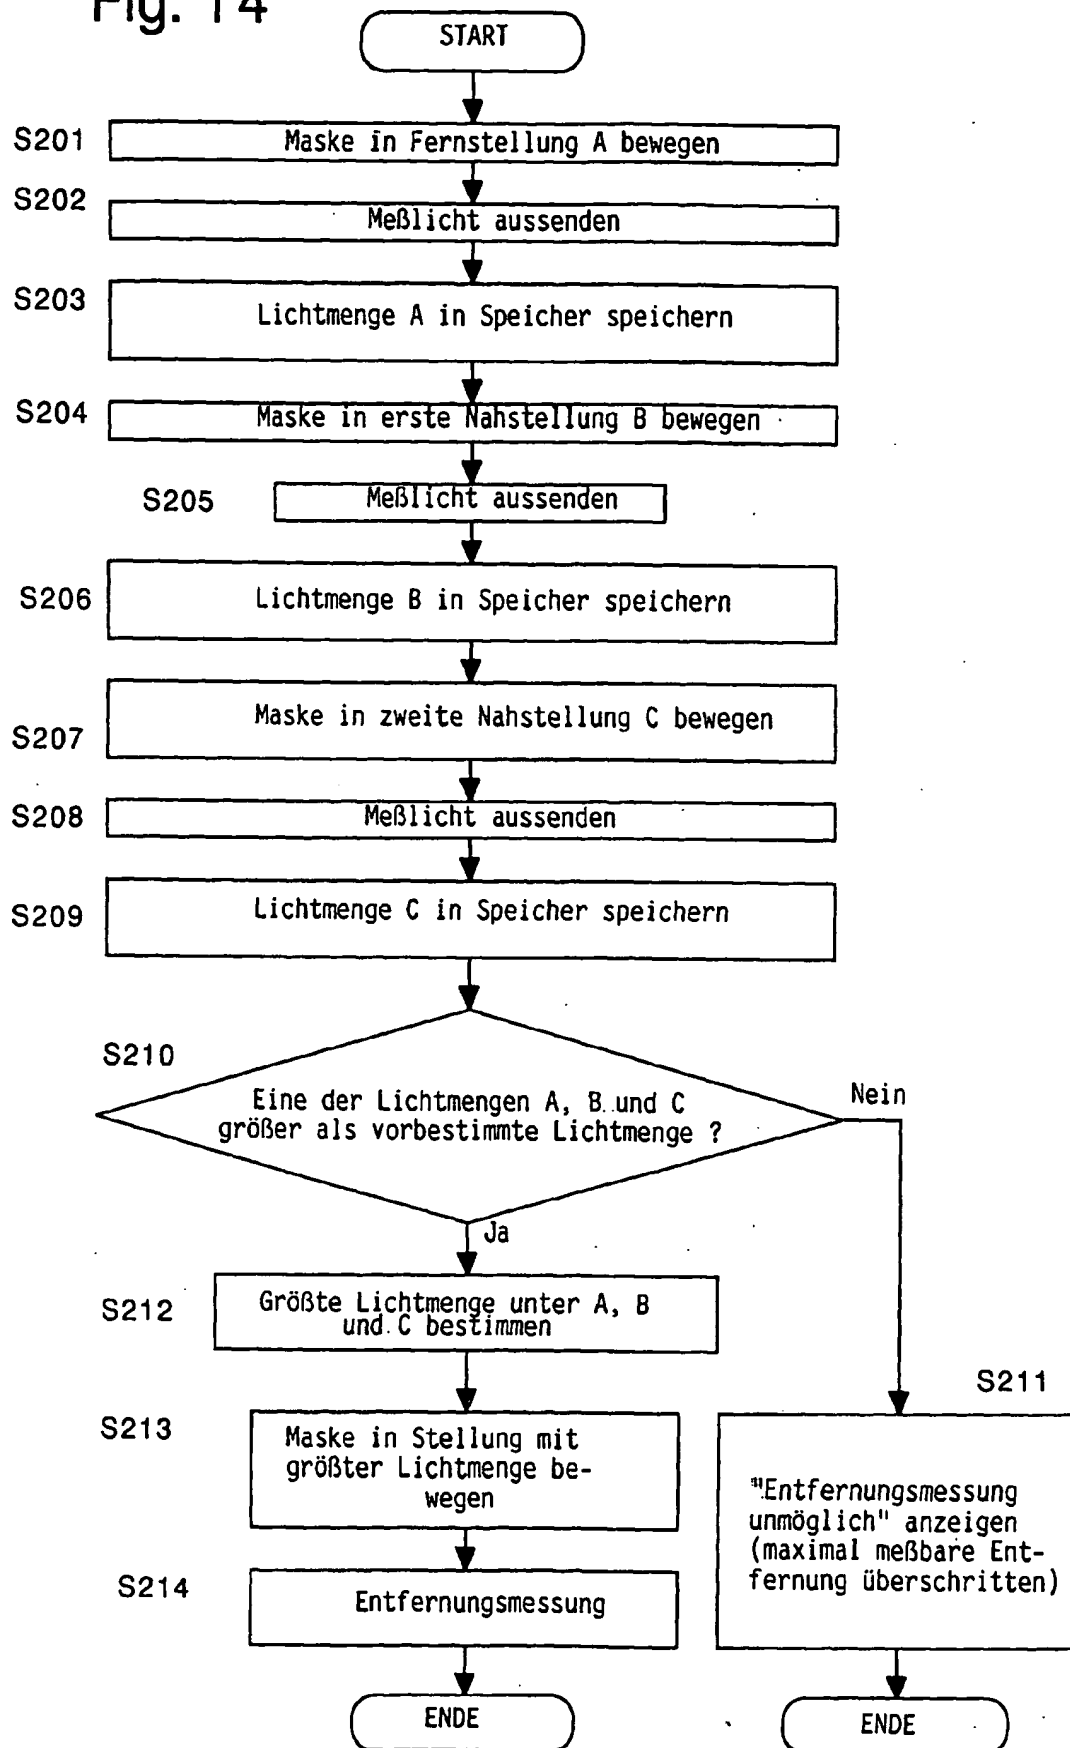 Fig. 14
START
S201
Maske in Fernstellung A bewegen
S202
Meßlicht aussenden
S203
Lichtmenge A in Speicher speichern
S204
Maske in erste Nahstellung B bewegen
S205
Meßlicht aussenden
S206
Lichtmenge B in Speicher speichern
S207
Maske in zweite Nahstellung C bewegen
S208
Meßlicht aussenden
S209
Lichtmenge C in Speicher speichern
S210
Eine der Lichtmengen A, B und C
größer als vorbestimmte Lichtmenge ?
Nein
Ja
S212
Größte Lichtmenge unter A, B
und C bestimmen
S211
S213
Maske in Stellung mit
größter Lichtmenge be-
wegen
"Entfernungsmessung
unmöglich" anzeigen
(maximal meßbare Ent-
fernung überschritten)
S214
Entfernungsmessung
ENDE
ENDE